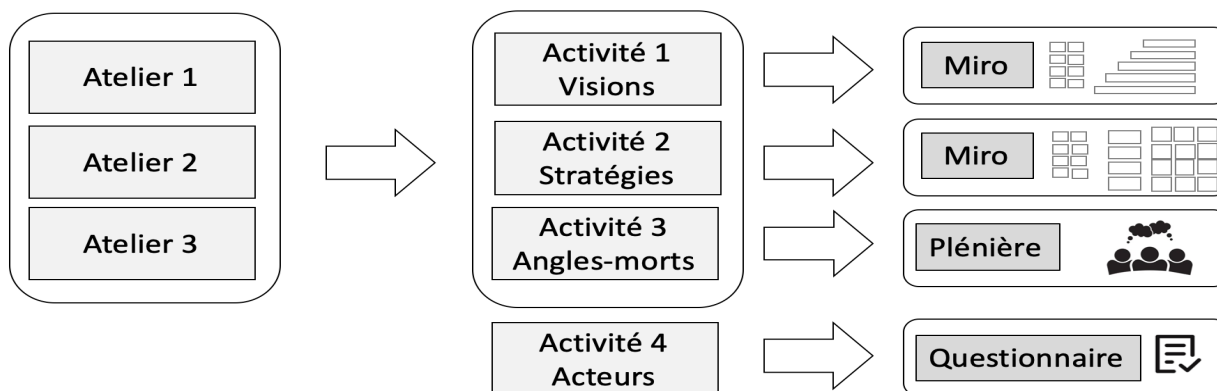 Atelier 1
Atelier 2
Atelier 3
Activité 1
Visions
Activité 2
Stratégies
Activité 3
Angles-morts
Activité 4
Acteurs
Miro
Miro
Plénière
Questionnaire